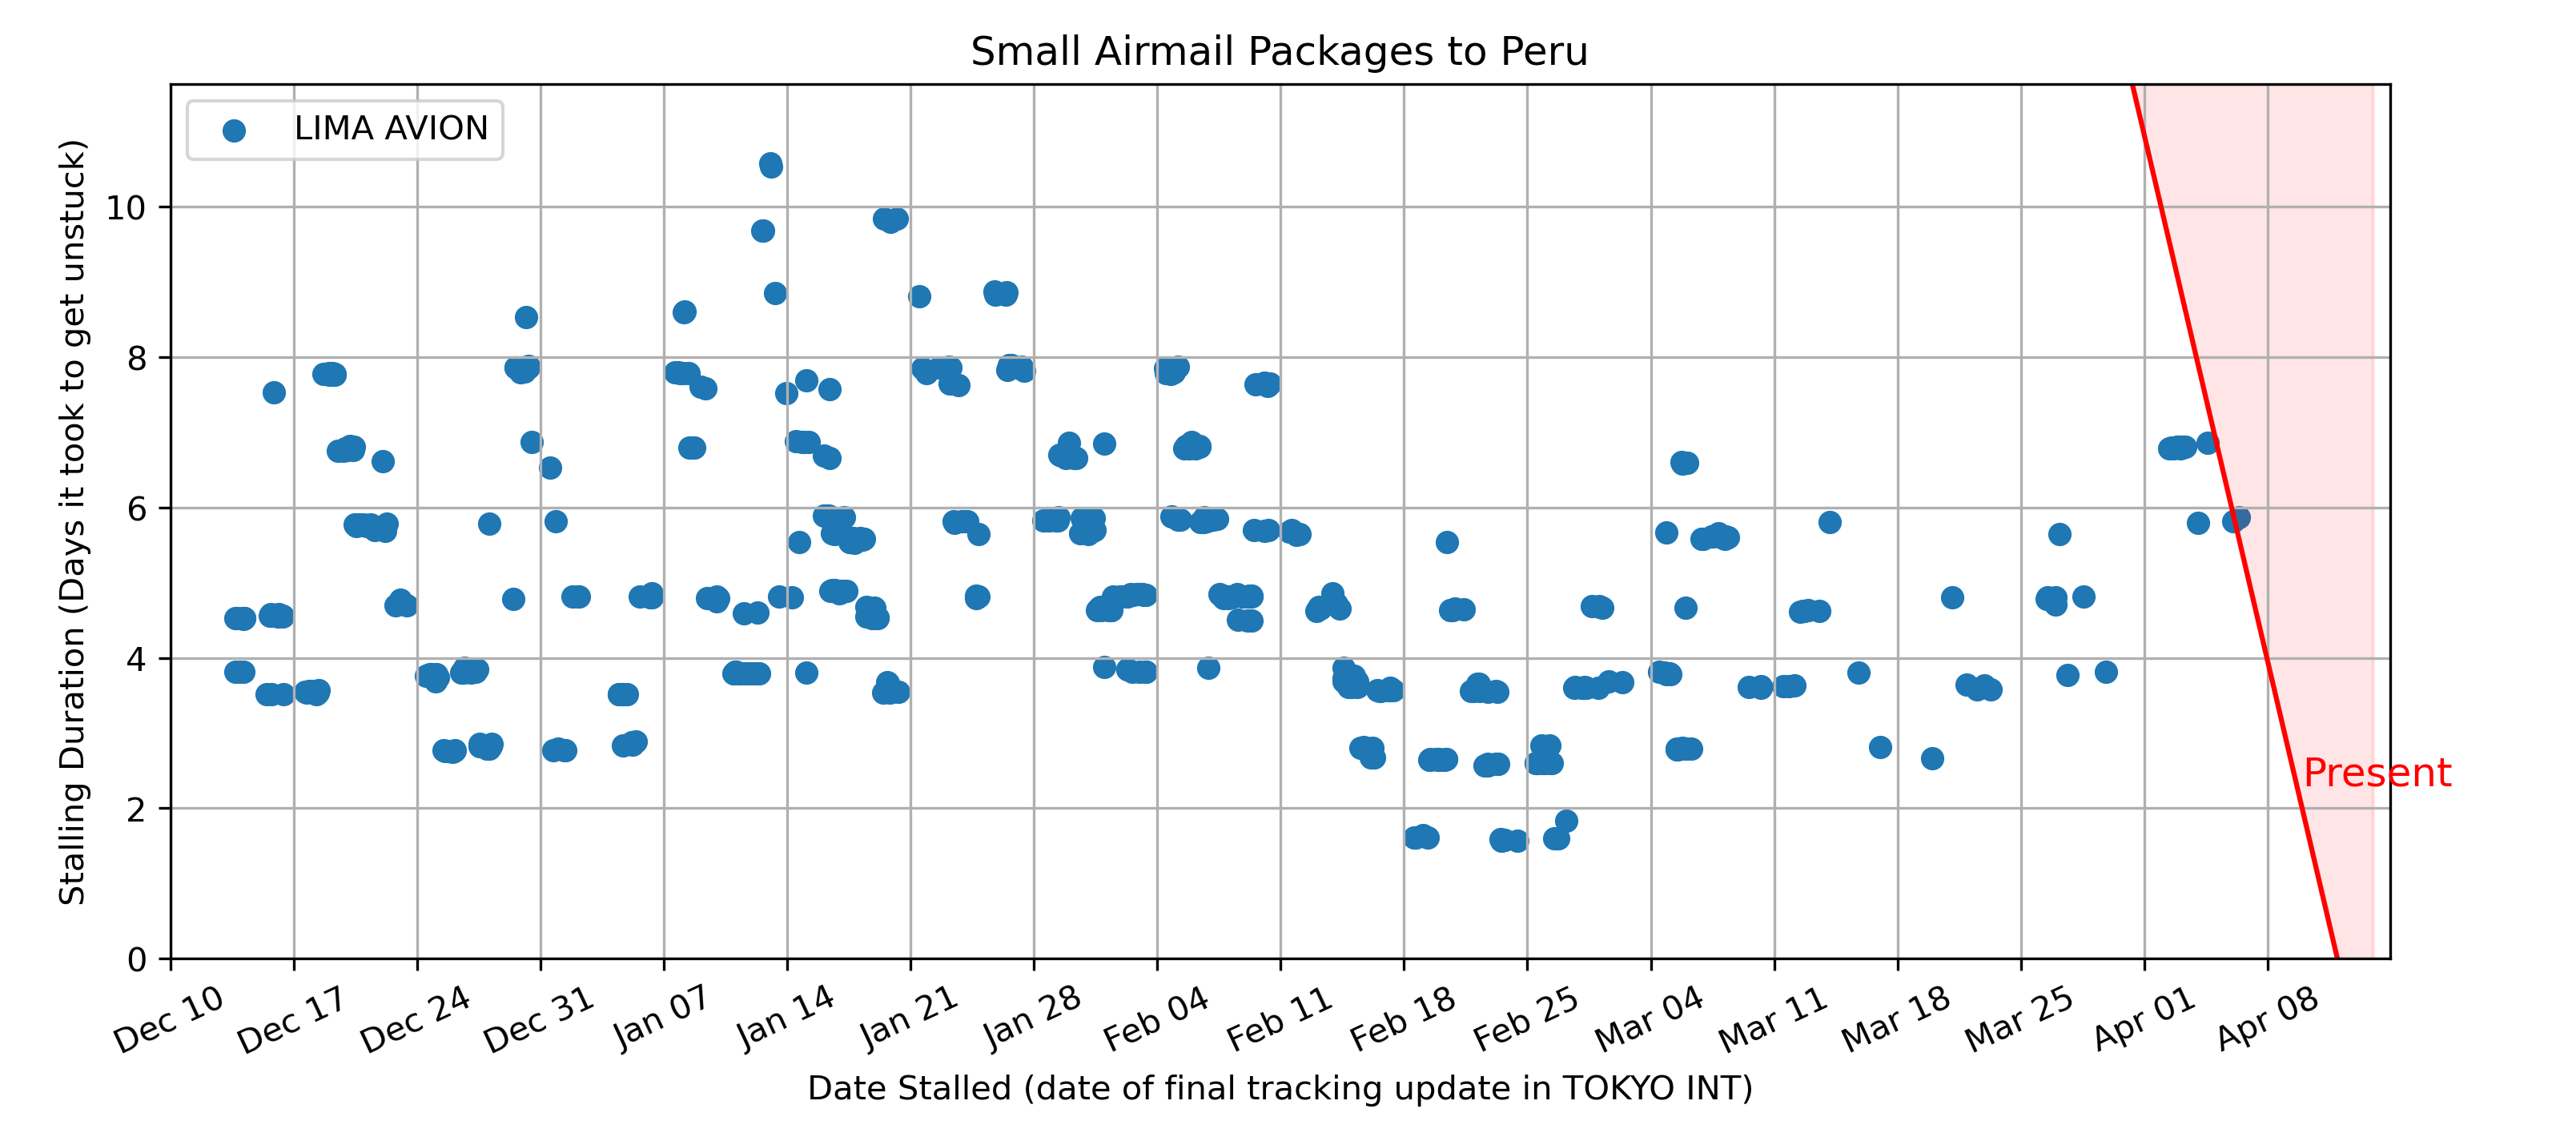 Small Airmail Packages to Peru
LIMA AVION
Stalling Duration (Days it took to get unstuck)
10
8
6
4
2
0
Present
Dec 10
Dec 17
Dec 24
Dec 31
Jan 07
Jan 14
Jan 21
Jan 28
Feb 04
Feb 11
Feb 18
Feb 25
Mar 04
Mar 11
Mar 18
Mar 25
Apr 01
Apr 08
Date Stalled (date of final tracking update in TOKYO INT)